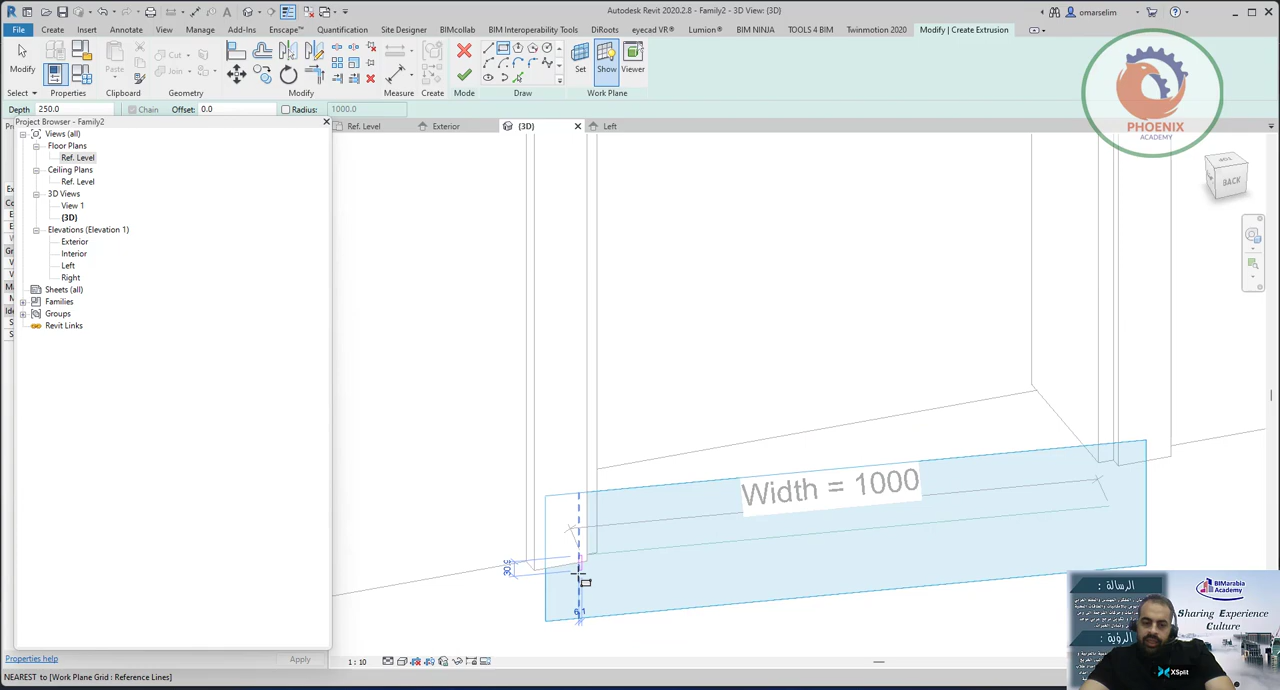 Autodesk Revit 2020.2.8 - Family2 - 3D View: {3D}
omarselim
File Create Insert Annotate View Manage Add-Ins Enscape™ Quantification Site Designer BIMcollab BIM Interoperability Tools DiRoots eyecad VR® Lumion® BIM NINJA TOOLS 4 BIM Twinmotion 2020 Modify | Create Extrusion
Modify Paste Cut Join Set Show Viewer
Select Properties Clipboard Geometry Modify Measure Create Mode Draw Work Plane
Depth 250.0 Chain Offset: 0.0 Radius: 1000.0
PHOENIX
ACADEMY
Project Browser - Family2
Ref. Level Exterior {3D} Left
Views (all)
Floor Plans
Ref. Level
Ceiling Plans
Ref. Level
3D Views
View 1
{3D}
Elevations (Elevation 1)
Exterior
Interior
Left
Right
Sheets (all)
Families
Groups
Revit Links
BACK
Width = 1000
الرسالة :
الرؤية :
BIMarabia
Academy
Sharing Experience
Culture
XSplit
Properties help Apply
1 : 10
NEAREST to [Work Plane Grid : Reference Lines]